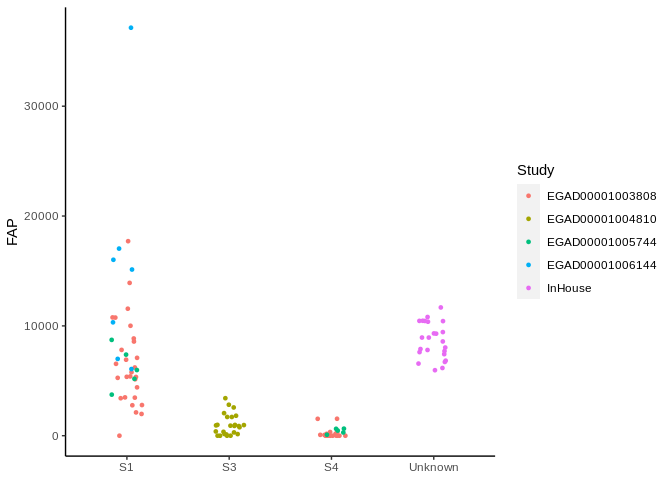 FAP
30000
20000
10000
0
S1 S3 S4 Unknown
Study
EGAD00001003808
EGAD00001004810
EGAD00001005744
EGAD00001006144
InHouse